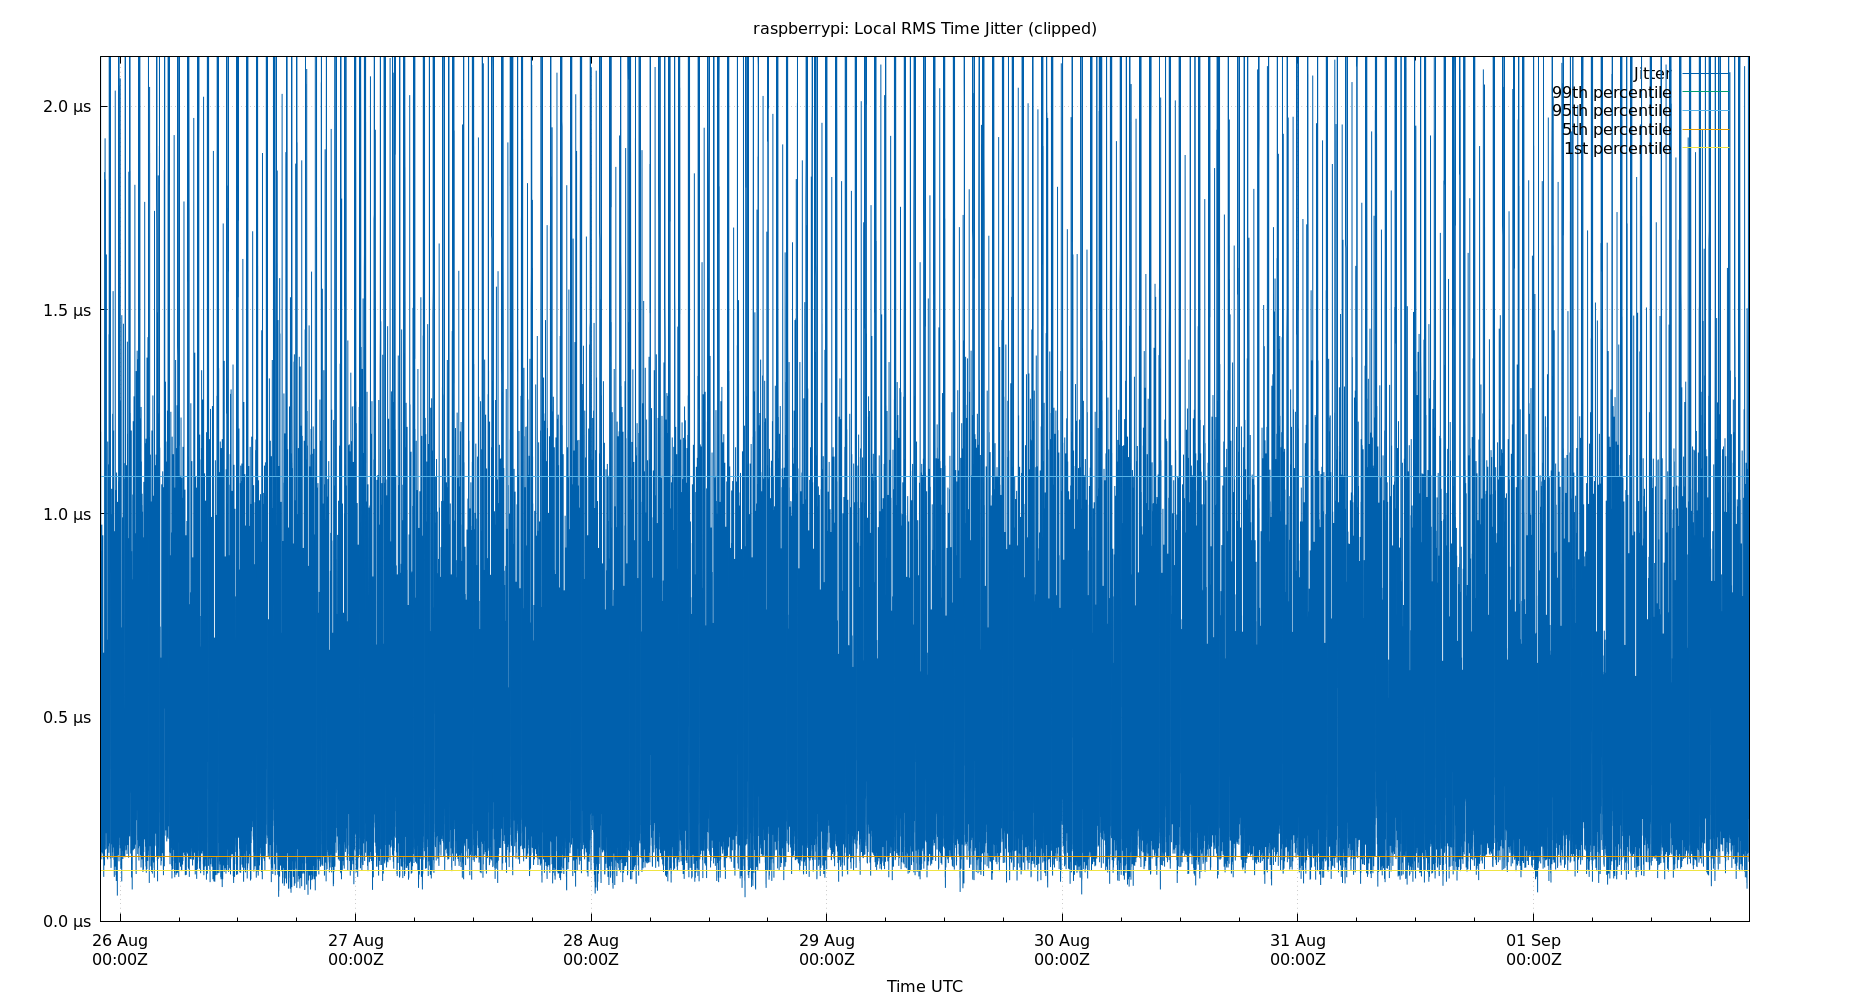 raspberrypi: Local RMS Time Jitter (clipped)
Jitter
99th percentile
95th percentile
5th percentile
1st percentile
2.0 μs
1.5 μs
1.0 μs
0.5 μs
0.0 μs
26 Aug 27 Aug 28 Aug 29 Aug 30 Aug 31 Aug 01 Sep
00:00Z 00:00Z 00:00Z 00:00Z 00:00Z 00:00Z 00:00Z
Time UTC